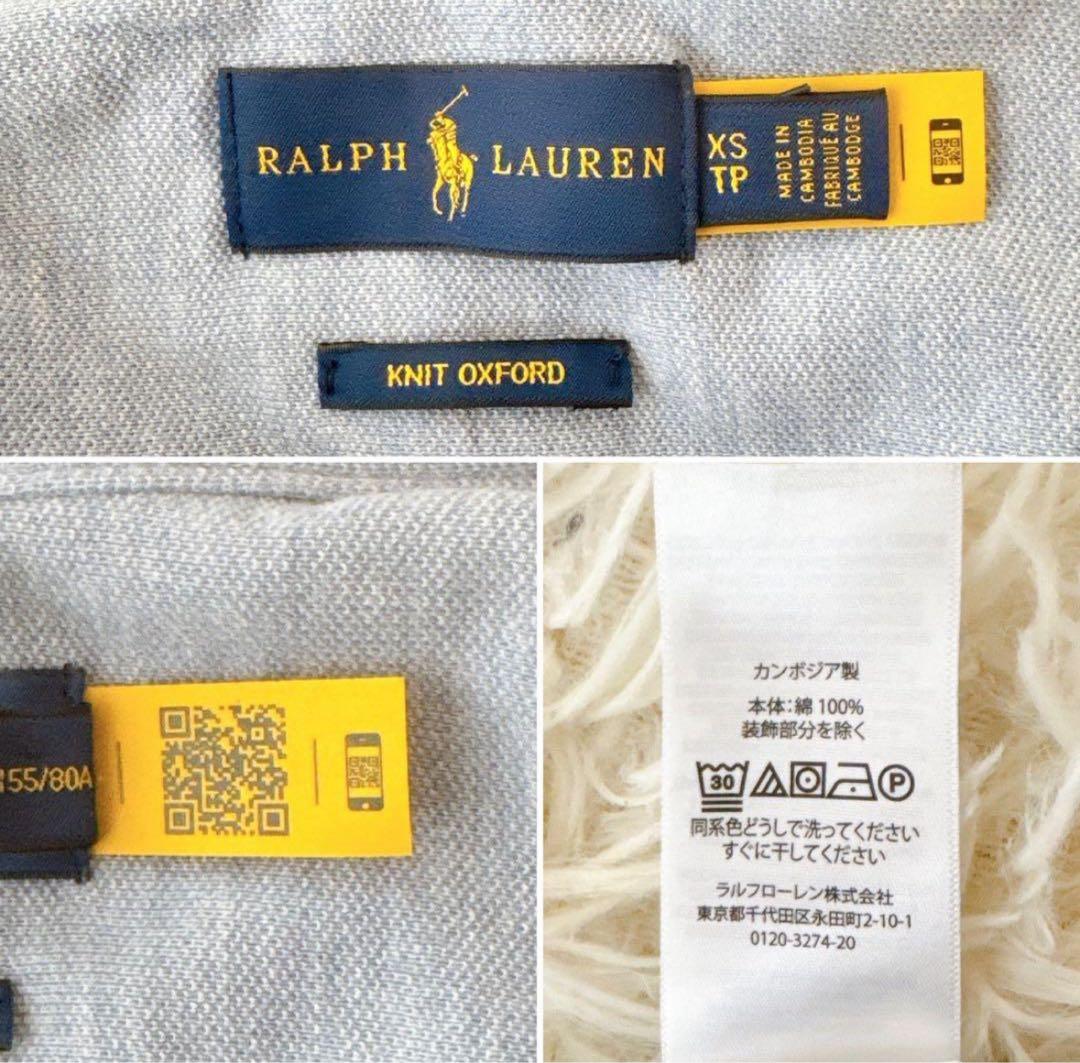 RALPH LAUREN
XS
TP
MADE IN
CAMBODIA
FABRIQUÉ AU
CAMBODGE
KNIT OXFORD
155/80A
カンボジア製
本体:綿 100%
装飾部分を除く
30
P
同系色どうしで洗ってください
すぐに干してください
ラルフローレン株式会社
東京都千代田区永田町2-10-1
0120-3274-20